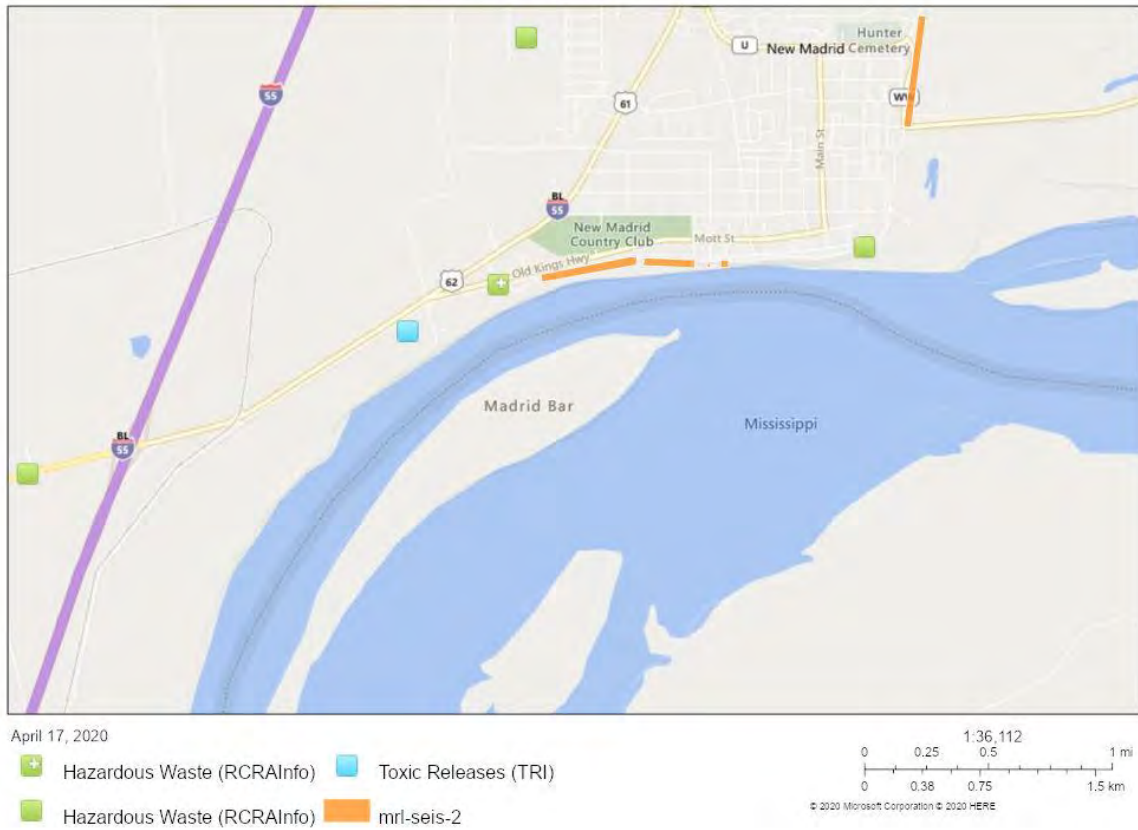 Hunter
Cemetery
U
New Madrid
55
61
WW
Main St
BL
55
New Madrid
Country Club
Mott St
Old Kings Hwy
62
Madrid Bar
Mississippi
BL
55
April 17, 2020
Hazardous Waste (RCRAInfo)
Toxic Releases (TRI)
Hazardous Waste (RCRAInfo)
mrl-seis-2
1:36,112
0 0.25 0.5 1 mi
0 0.38 0.75 1.5 km
© 2020 Microsoft Corporation © 2020 HERE